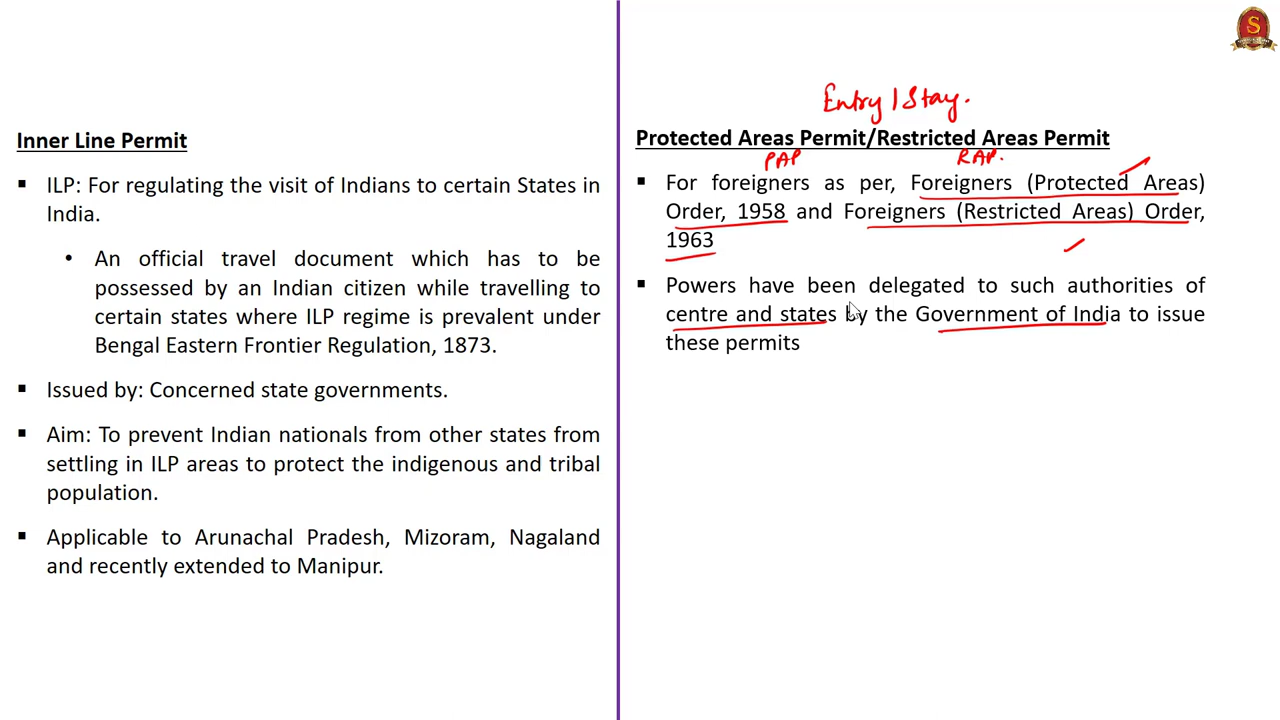 Inner Line Permit
▪ ILP: For regulating the visit of Indians to certain States in
India.
• An official travel document which has to be
possessed by an Indian citizen while travelling to
certain states where ILP regime is prevalent under
Bengal Eastern Frontier Regulation, 1873.
▪ Issued by: Concerned state governments.
▪ Aim: To prevent Indian nationals from other states from
settling in ILP areas to protect the indigenous and tribal
population.
▪ Applicable to Arunachal Pradesh, Mizoram, Nagaland
and recently extended to Manipur.
S
Entry | Stay.
Protected Areas Permit/Restricted Areas Permit
PAP RAP.
▪ For foreigners as per, Foreigners (Protected Areas)
Order, 1958 and Foreigners (Restricted Areas) Order,
1963
▪ Powers have been delegated to such authorities of
centre and states by the Government of India to issue
these permits